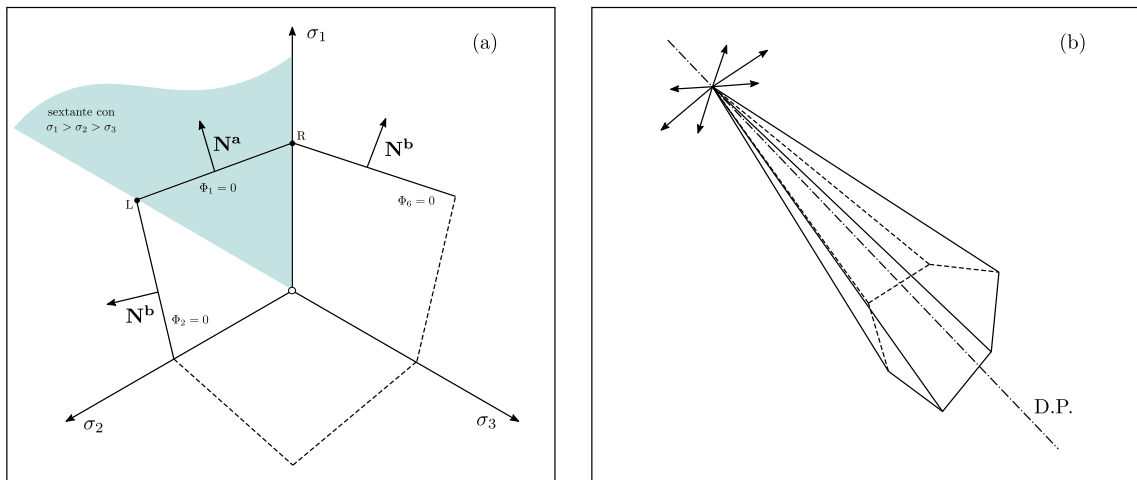 (a)
σ₁
sextante con
σ₁ > σ₂ > σ₃
R
Nᵃ
Nᵇ
Φ₁ = 0
L
Φ₆ = 0
Nᵇ
Φ₂ = 0
σ₂
σ₃
(b)
D.P.